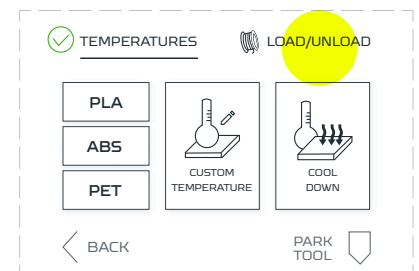 TEMPERATURES LOAD/UNLOAD
PLA
ABS
PET
CUSTOM
TEMPERATURE
COOL
DOWN
BACK
PARK
TOOL